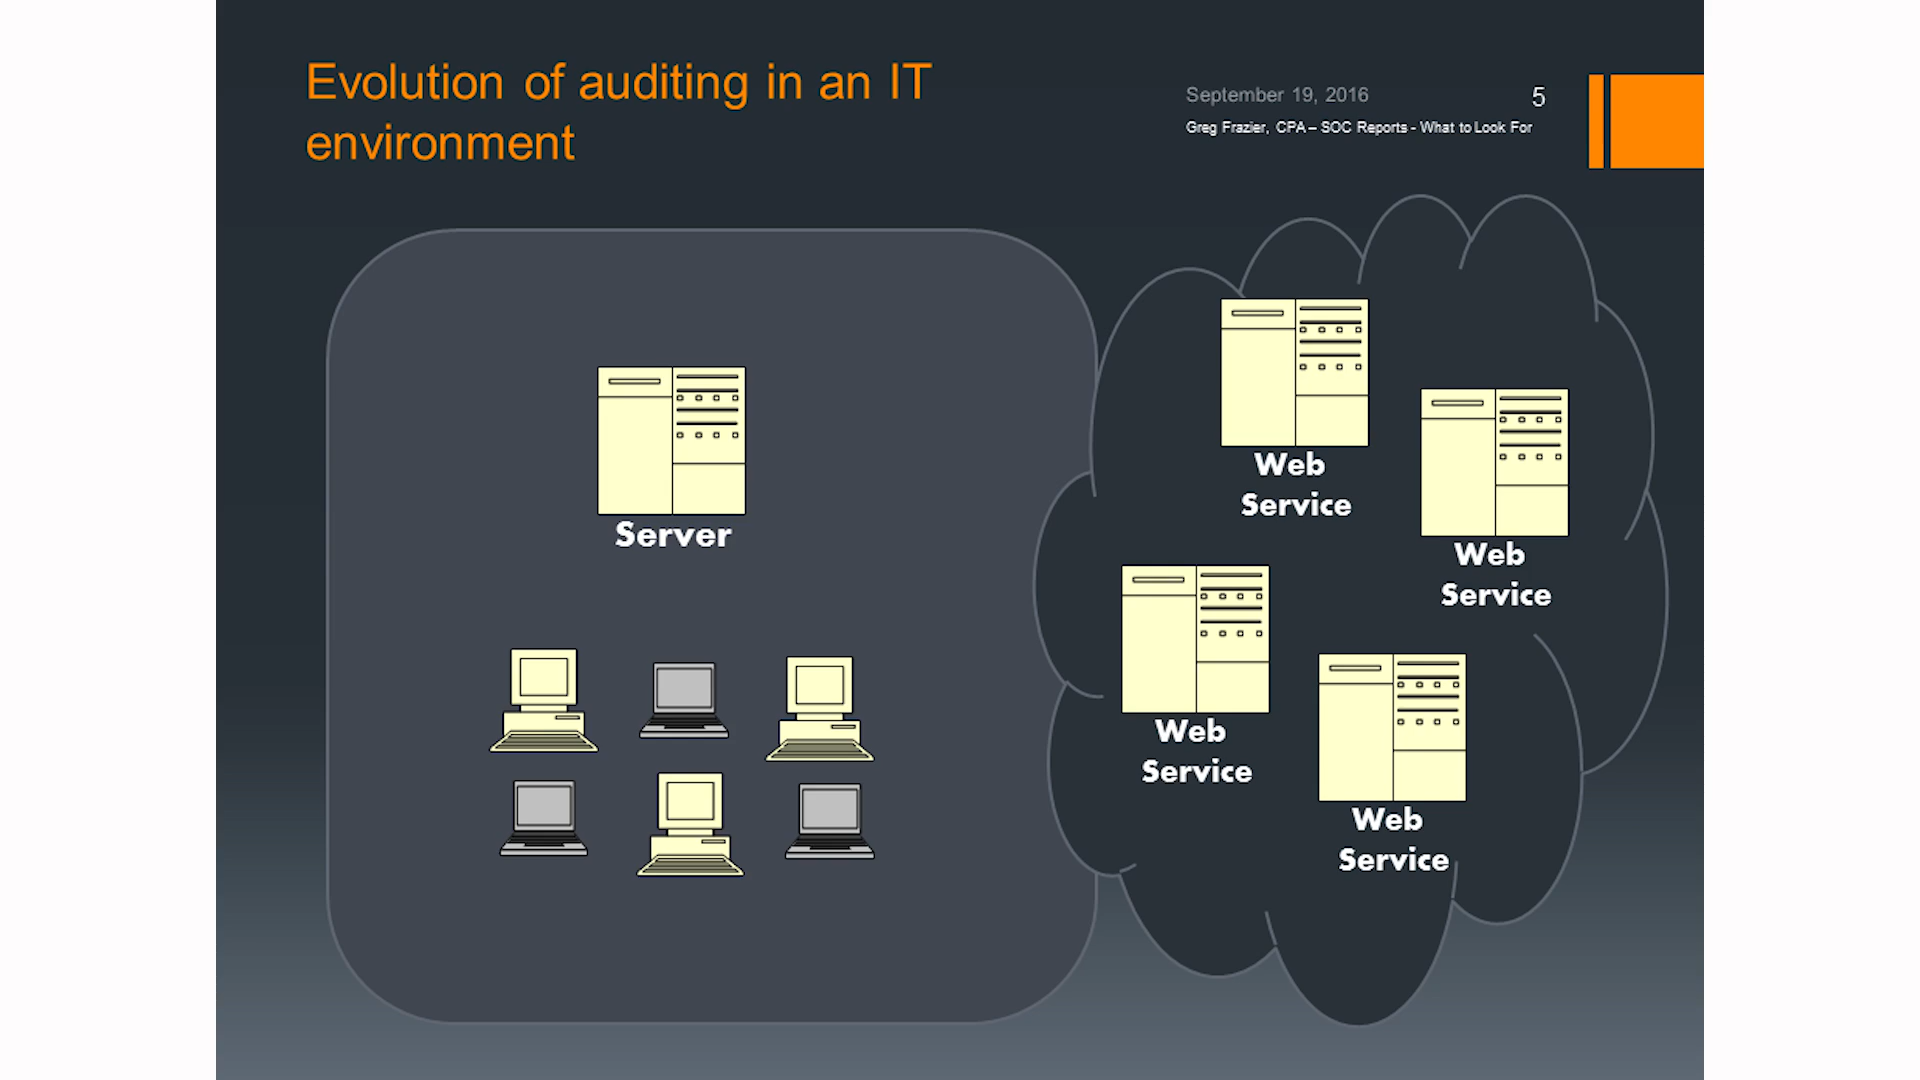 Evolution of auditing in an IT
environment
September 19, 2016
5
Greg Frazier, CPA – SOC Reports - What to Look For
Server
Web
Service
Web
Service
Web
Service
Web
Service